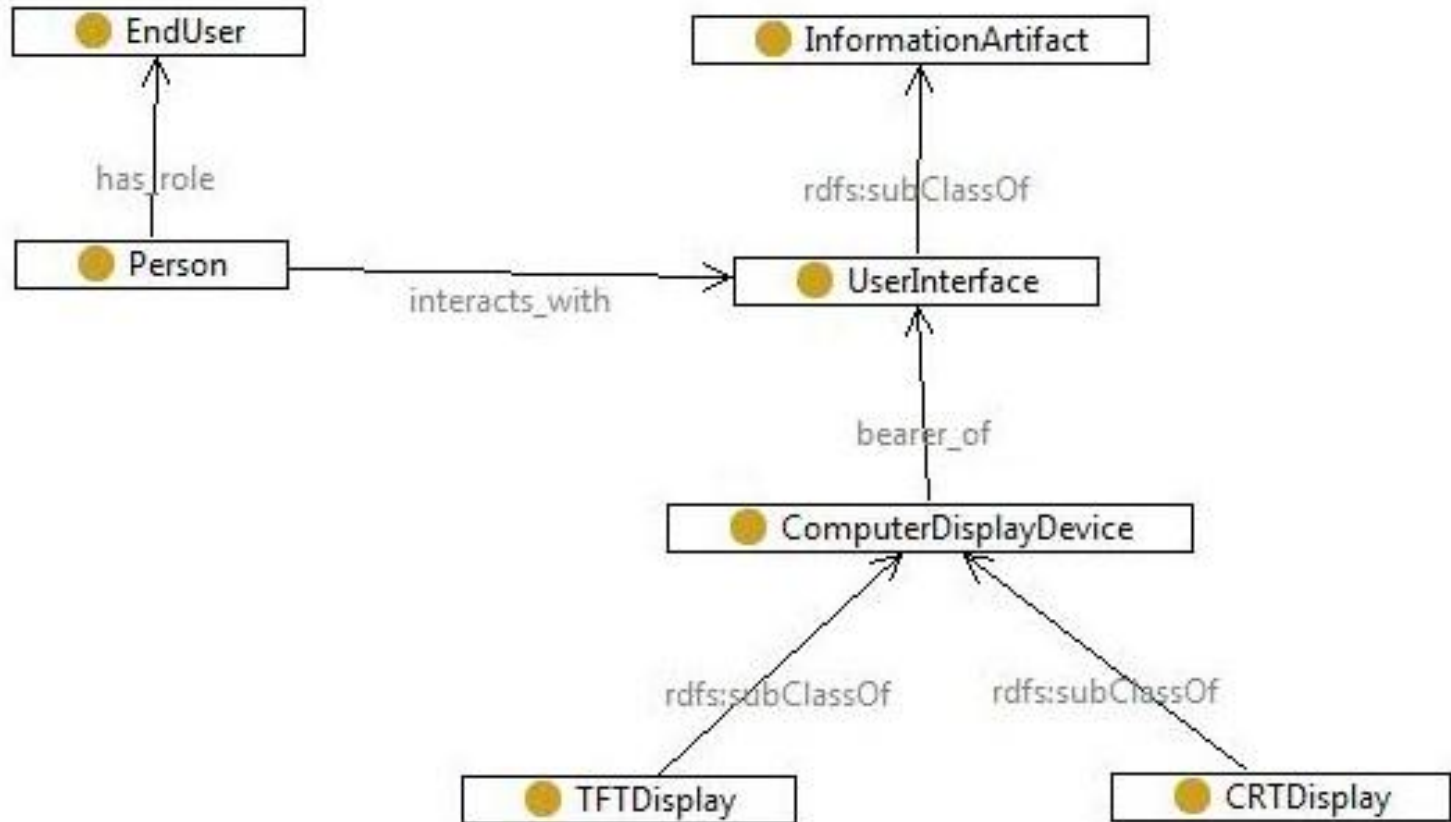 EndUser
InformationArtifact
has_role
rdfs:subClassOf
Person
UserInterface
interacts_with
bearer_of
ComputerDisplayDevice
rdfs:subClassOf
rdfs:subClassOf
TFTDisplay
CRTDisplay